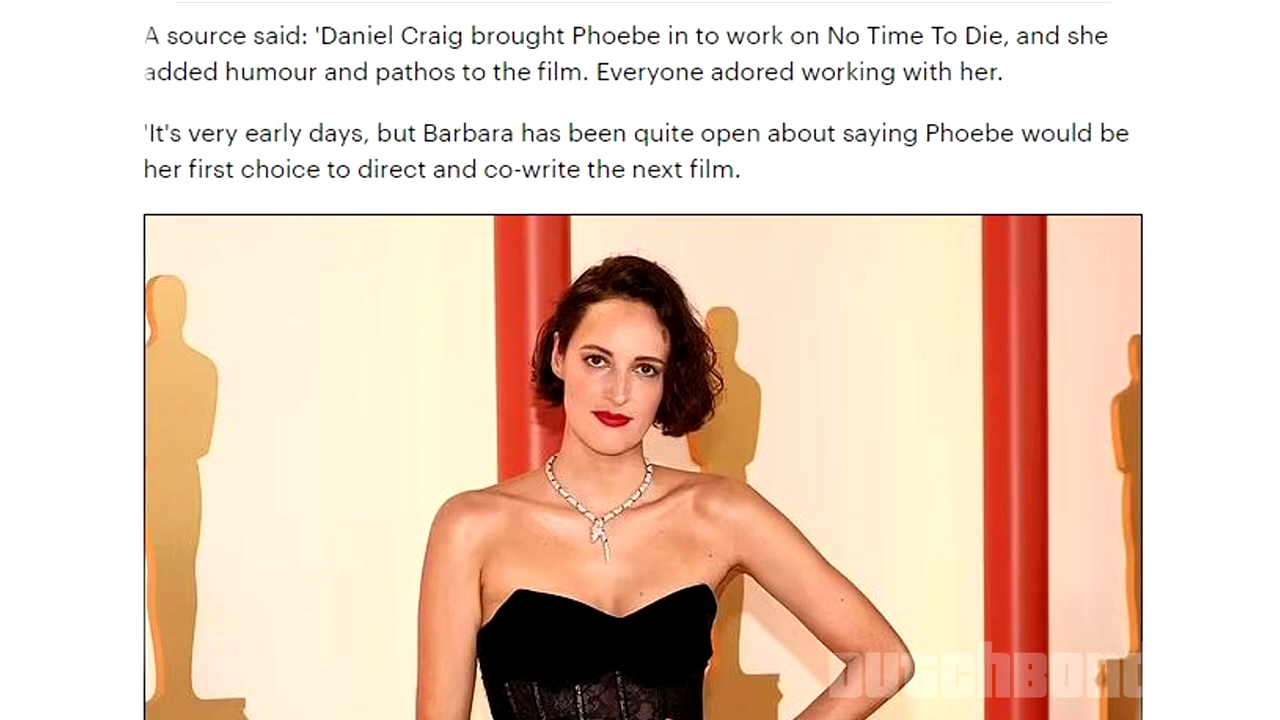 A source said: 'Daniel Craig brought Phoebe in to work on No Time To Die, and she
added humour and pathos to the film. Everyone adored working with her.
'It's very early days, but Barbara has been quite open about saying Phoebe would be
her first choice to direct and co-write the next film.
DUTCHBOND